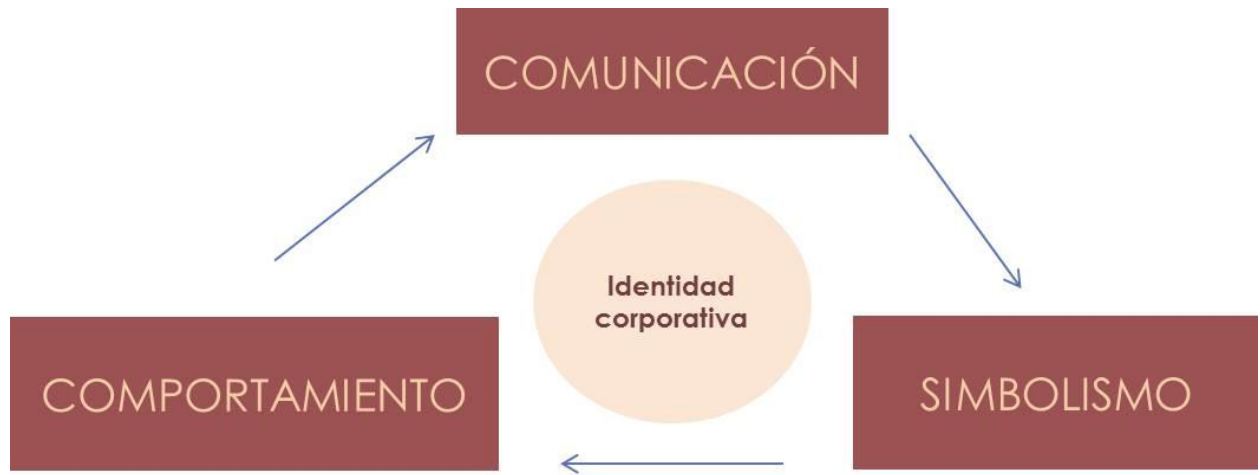 COMUNICACIÓN
Identidad
corporativa
COMPORTAMIENTO
SIMBOLISMO